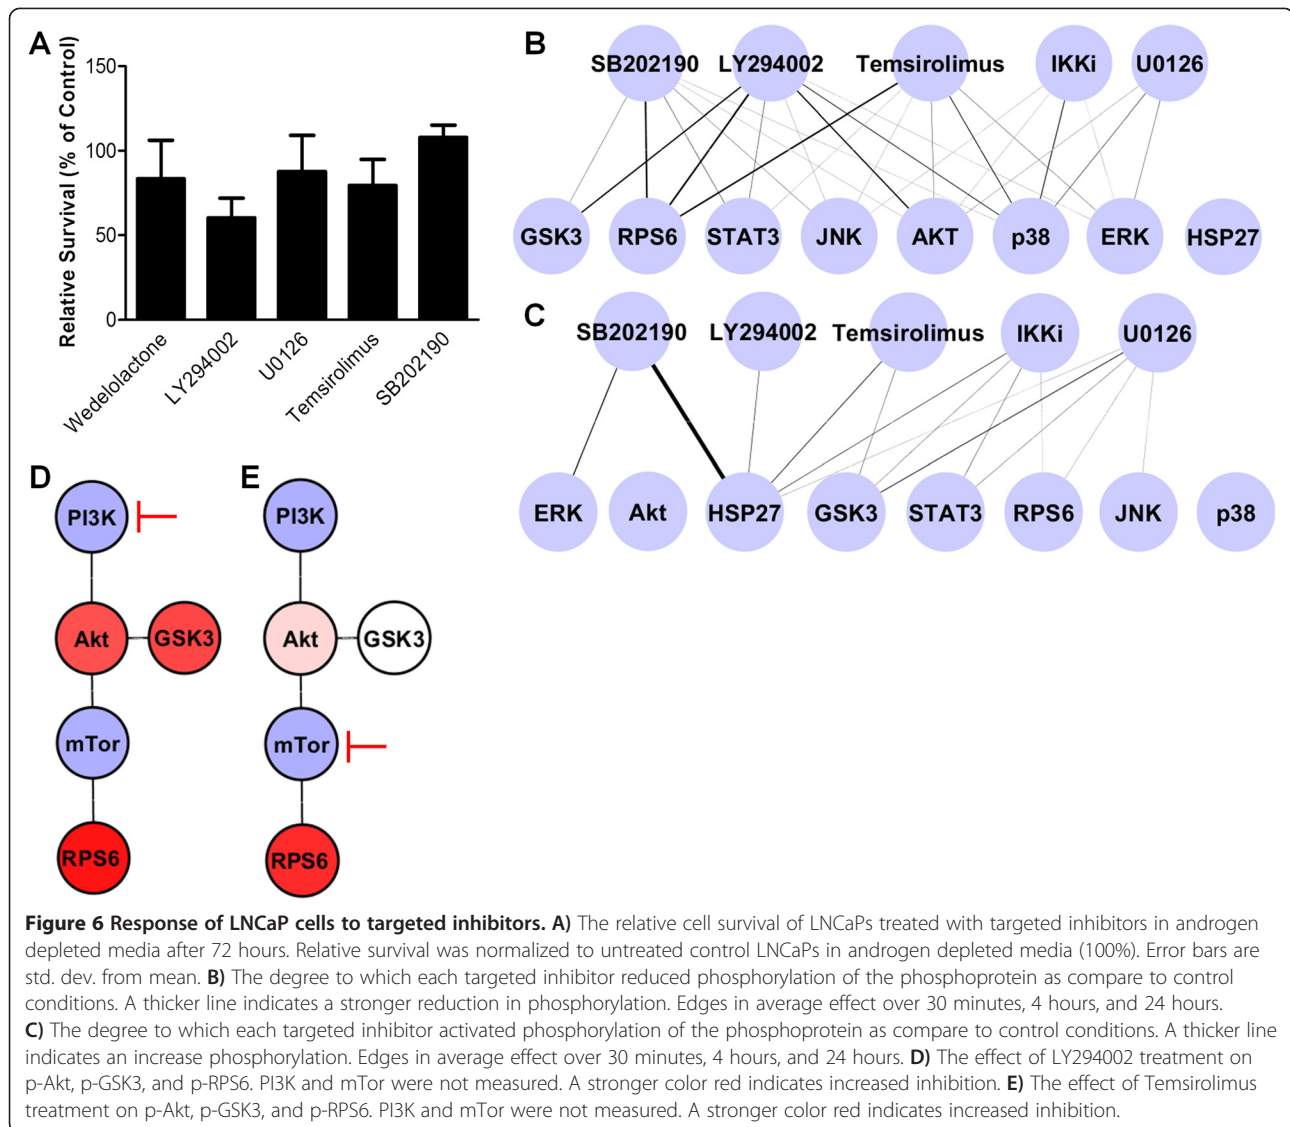 A
B
Relative Survival (% of Control)
150
100
50
0
Wedelolactone
LY294002
U0126
Temsirolimus
SB202190
SB202190 LY294002 Temsirolimus IKKi U0126
GSK3 RPS6 STAT3 JNK AKT p38 ERK HSP27
C
SB202190 LY294002 Temsirolimus IKKi U0126
ERK Akt HSP27 GSK3 STAT3 RPS6 JNK p38
D
PI3K
Akt GSK3
mTor
RPS6
E
PI3K
Akt GSK3
mTor
RPS6
Figure 6 Response of LNCaP cells to targeted inhibitors. A) The relative cell survival of LNCaPs treated with targeted inhibitors in androgen
depleted media after 72 hours. Relative survival was normalized to untreated control LNCaPs in androgen depleted media (100%). Error bars are
std. dev. from mean. B) The degree to which each targeted inhibitor reduced phosphorylation of the phosphoprotein as compare to control
conditions. A thicker line indicates a stronger reduction in phosphorylation. Edges in average effect over 30 minutes, 4 hours, and 24 hours.
C) The degree to which each targeted inhibitor activated phosphorylation of the phosphoprotein as compare to control conditions. A thicker line
indicates an increase phosphorylation. Edges in average effect over 30 minutes, 4 hours, and 24 hours. D) The effect of LY294002 treatment on
p-Akt, p-GSK3, and p-RPS6. PI3K and mTor were not measured. A stronger color red indicates increased inhibition. E) The effect of Temsirolimus
treatment on p-Akt, p-GSK3, and p-RPS6. PI3K and mTor were not measured. A stronger color red indicates increased inhibition.